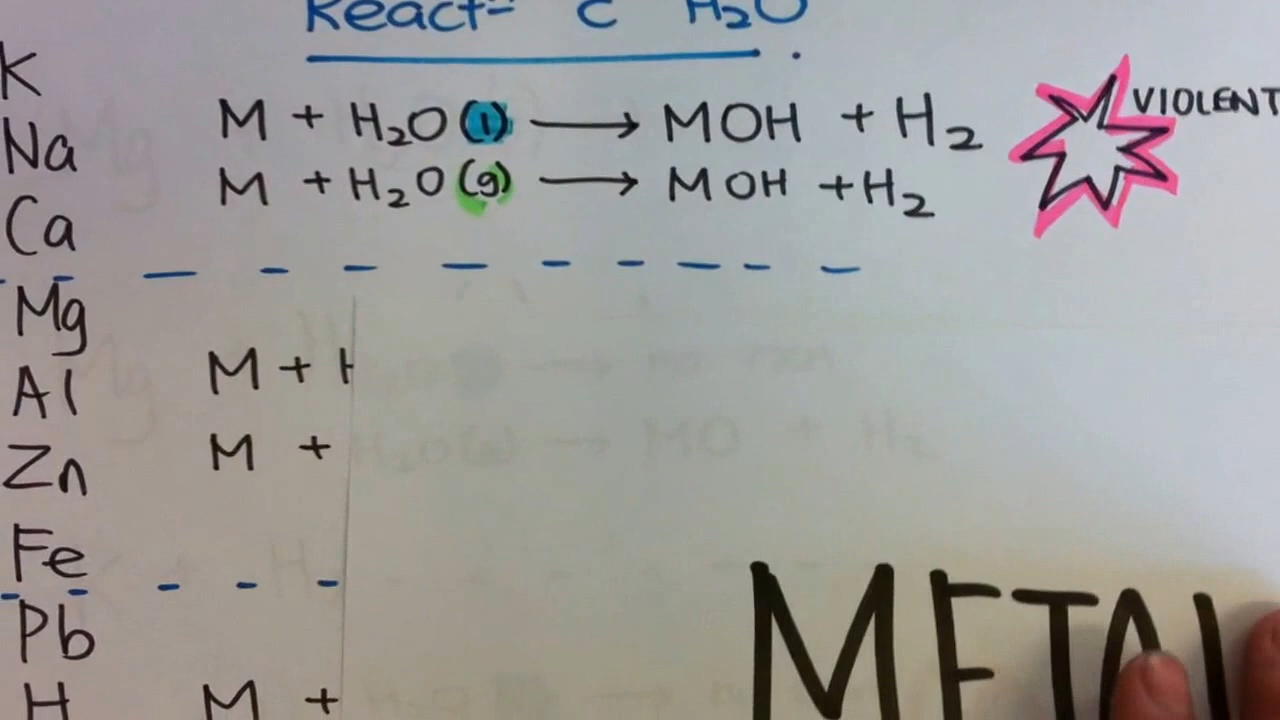 React= c H2O
K
M + H2O (l) → MOH + H2 VIOLENT
Na
M + H2O (g) → MOH + H2
Ca
Mg
Al M + H
Zn M +
Fe
Pb
H M +
METAL